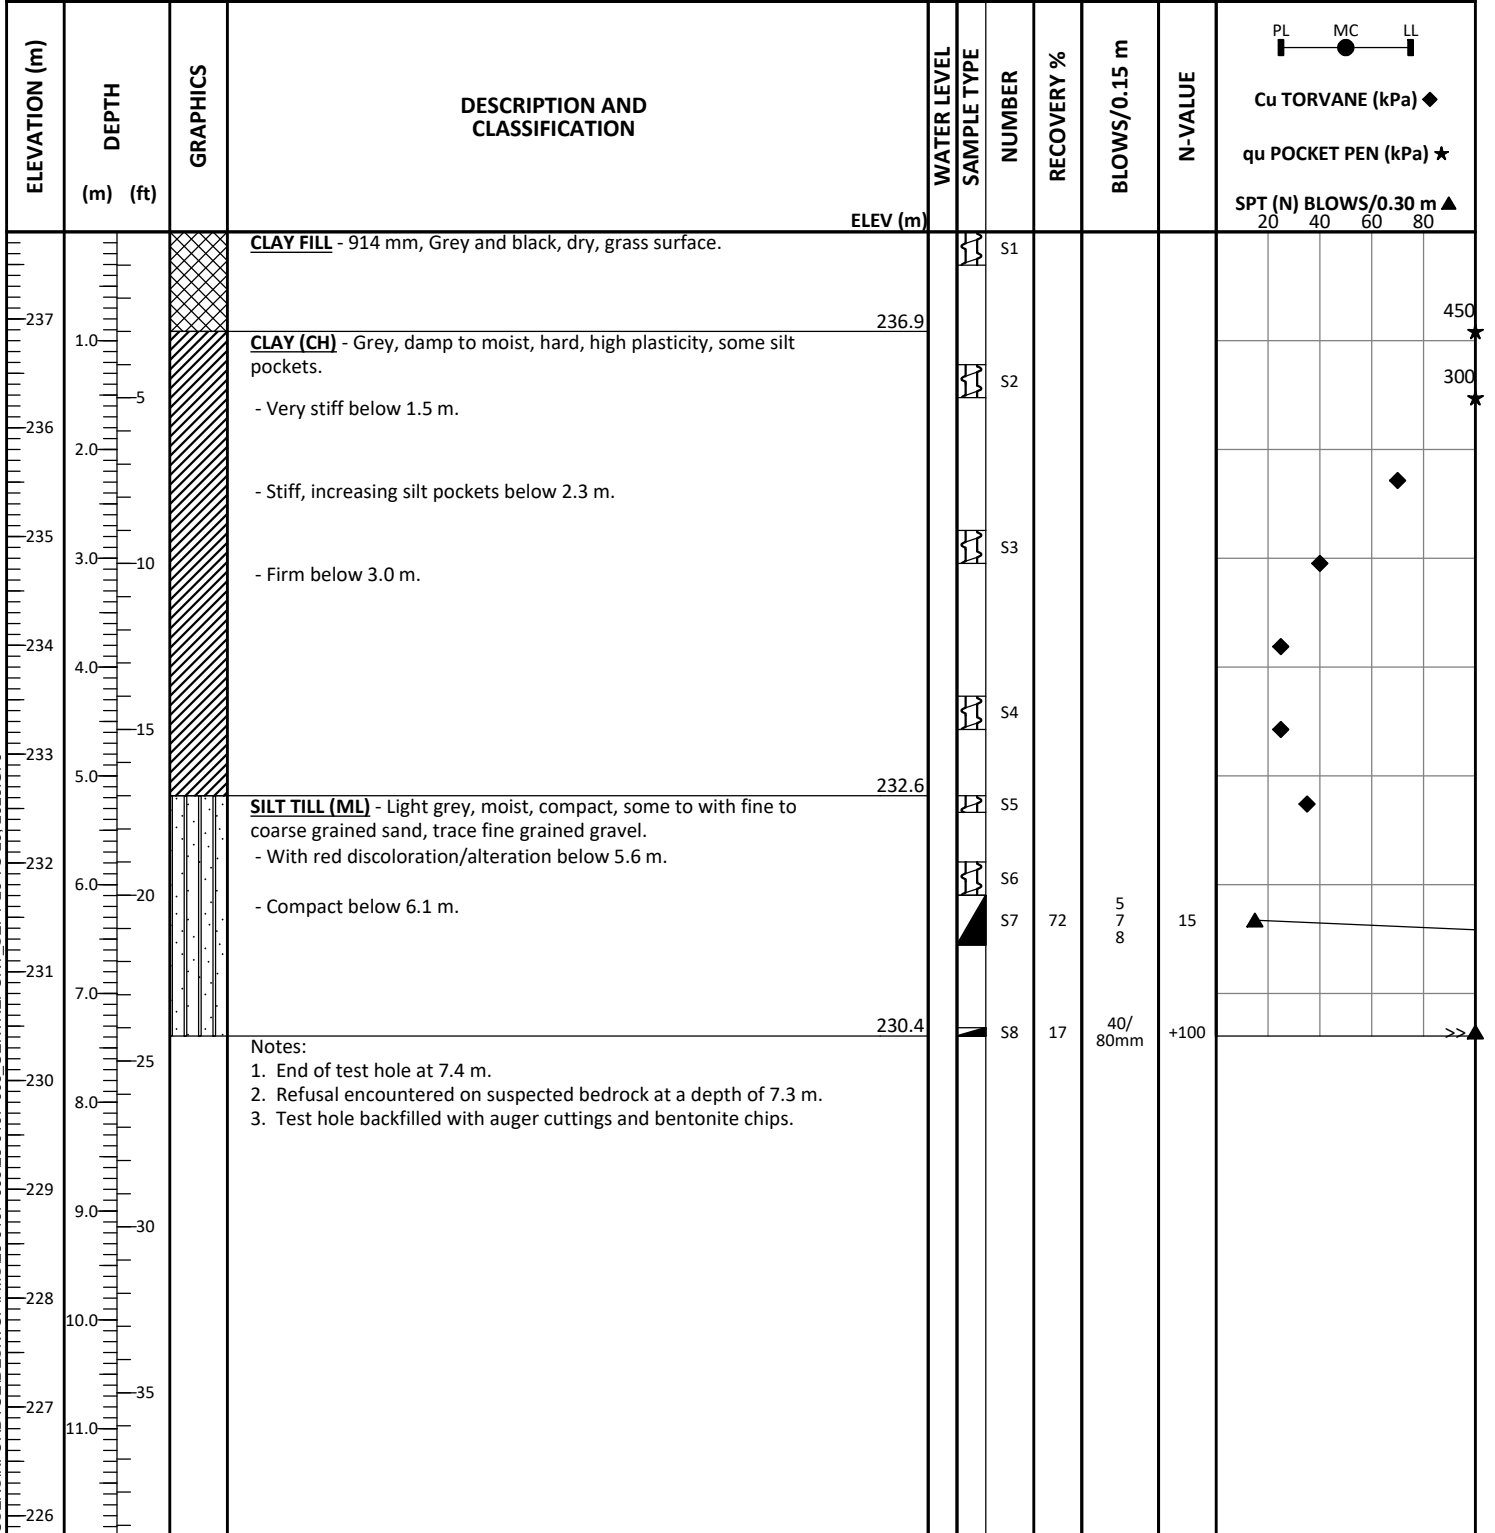 ELEVATION (m)
DEPTH
(m) (ft)
GRAPHICS
DESCRIPTION AND
CLASSIFICATION
ELEV (m)
WATER LEVEL
SAMPLE TYPE
NUMBER
RECOVERY %
BLOWS/0.15 m
N-VALUE
PL MC LL
Cu TORVANE (kPa) ◆
qu POCKET PEN (kPa) ★
SPT (N) BLOWS/0.30 m ▲
20 40 60 80
CLAY FILL - 914 mm, Grey and black, dry, grass surface.
S1
237
236.9
450
1.0
CLAY (CH) - Grey, damp to moist, hard, high plasticity, some silt
pockets.
S2
300
5
- Very stiff below 1.5 m.
236
2.0
- Stiff, increasing silt pockets below 2.3 m.
235
S3
3.0
10
- Firm below 3.0 m.
234
4.0
S4
15
233
5.0
232.6
SILT TILL (ML) - Light grey, moist, compact, some to with fine to
coarse grained sand, trace fine grained gravel.
S5
- With red discoloration/alteration below 5.6 m.
232
6.0
S6
20
- Compact below 6.1 m.
S7 72
5
7
8
15
231
7.0
230.4
S8 17
40/
80mm
+100
>>
Notes:
1. End of test hole at 7.4 m.
25
230
2. Refusal encountered on suspected bedrock at a depth of 7.3 m.
8.0
3. Test hole backfilled with auger cuttings and bentonite chips.
229
9.0
30
228
10.0
35
227
11.0
226